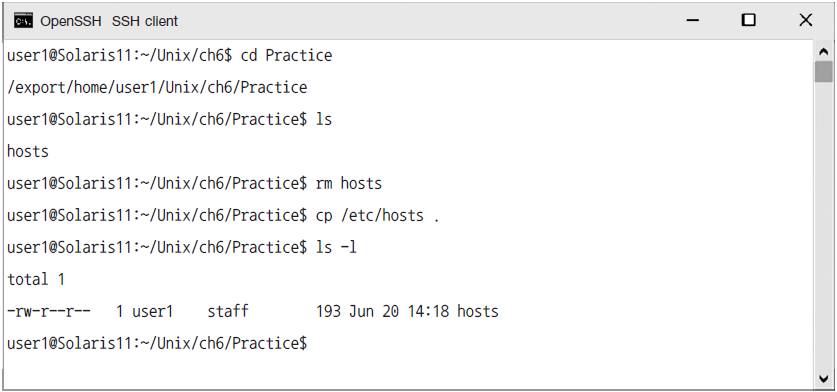 OpenSSH SSH client
user1@Solaris11:~/Unix/ch6$ cd Practice
/export/home/user1/Unix/ch6/Practice
user1@Solaris11:~/Unix/ch6/Practice$ ls
hosts
user1@Solaris11:~/Unix/ch6/Practice$ rm hosts
user1@Solaris11:~/Unix/ch6/Practice$ cp /etc/hosts .
user1@Solaris11:~/Unix/ch6/Practice$ ls -l
total 1
-rw-r--r--   1 user1    staff        193 Jun 20 14:18 hosts
user1@Solaris11:~/Unix/ch6/Practice$